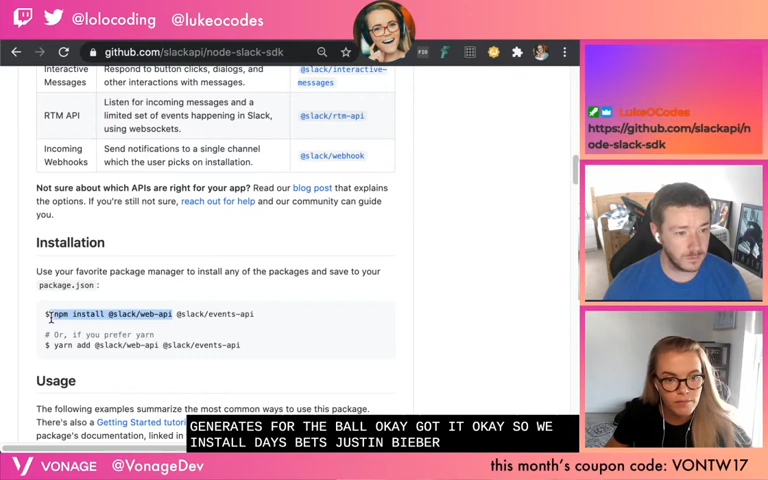 @lolocoding @lukeocodes
github.com/slackapi/node-slack-sdk
Interactive Messages
Respond to button clicks, dialogs, and other interactions with messages.
@slack/interactive-messages
RTM API
Listen for incoming messages and a limited set of events happening in Slack, using websockets.
@slack/rtm-api
Incoming Webhooks
Send notifications to a single channel which the user picks on installation.
@slack/webhook
Not sure about which APIs are right for your app? Read our blog post that explains
the options. If you're still not sure, reach out for help and our community can guide
you.
Installation
Use your favorite package manager to install any of the packages and save to your
package.json :
$ npm install @slack/web-api @slack/events-api
# Or, if you prefer yarn
$ yarn add @slack/web-api @slack/events-api
Usage
The following examples summarize the most common ways to use this package.
There's also a Getting Started tutori
package's documentation, linked in
LukeOCodes
https://github.com/slackapi/n
ode-slack-sdk
GENERATES FOR THE BALL OKAY GOT IT OKAY SO WE
INSTALL DAYS BETS JUSTIN BIEBER
VONAGE @VonageDev this month's coupon code: VONTW17